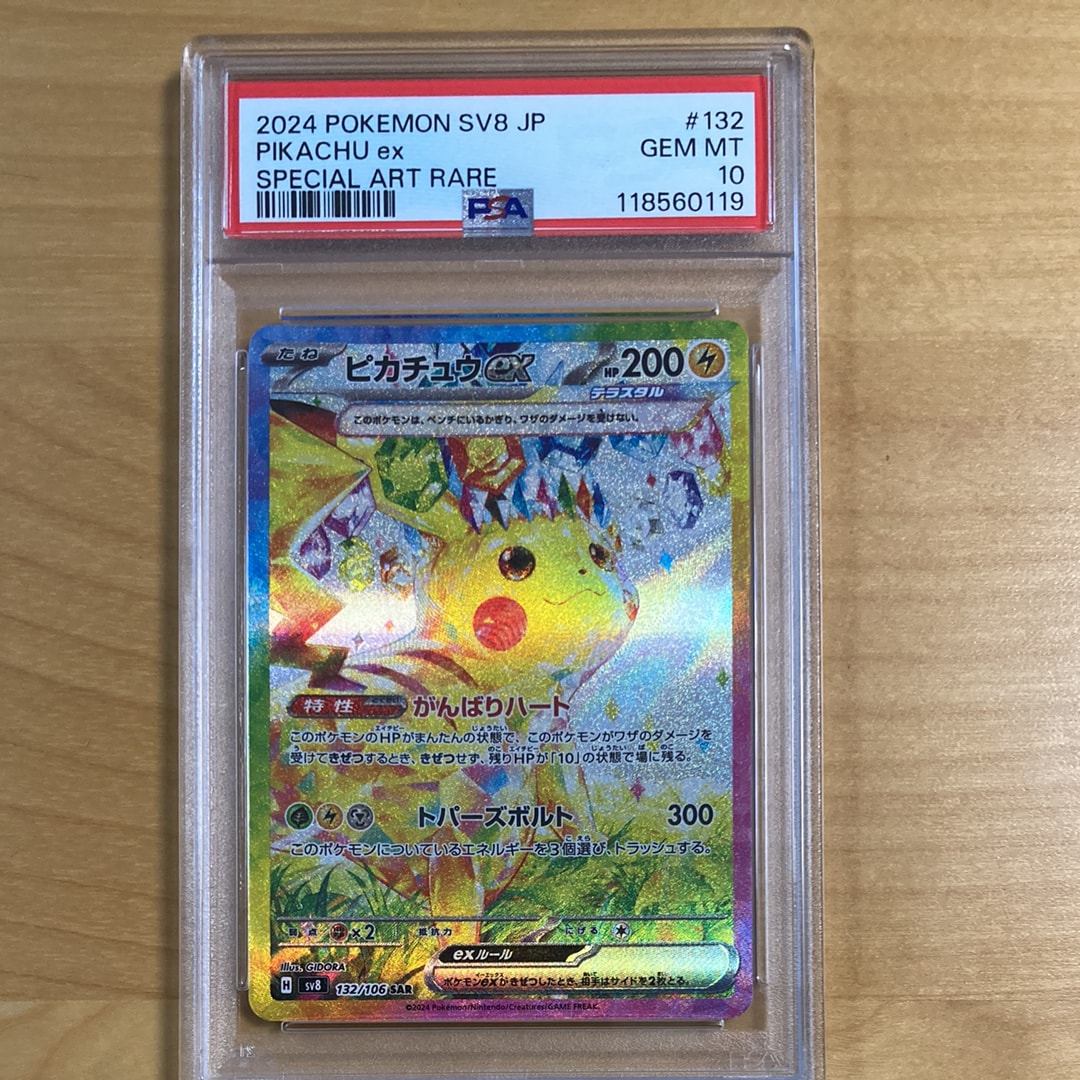 2024 POKEMON SV8 JP #132
PIKACHU ex GEM MT
SPECIAL ART RARE 10
PSA 118560119
たね ピカチュウex HP 200
テラスタル
このポケモンは、ベンチにいるかぎり、ワザのダメージを受けない。
特性 がんばりハート
このポケモンのHPがまんたんの状態で、このポケモンがワザのダメージを
受けてきぜつするとき、きぜつせず、残りHPが「10」の状態で場に残る。
トパーズボルト 300
このポケモンについているエネルギーを3個選び、トラッシュする。
弱点 ×2 抵抗力 にげる
exルール
ポケモンexがきぜつしたとき、相手はサイドを2枚とる。
Illus. GIDORA
H sv8 132/106 SAR
©2024 Pokémon/Nintendo/Creatures/GAME FREAK.